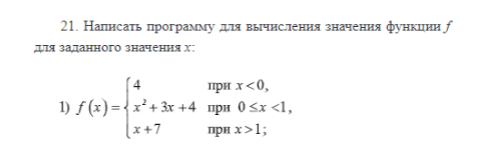 21. Написать программу для вычисления значения функции f
для заданного значения x:
4 при x<0,
1) f(x)= { x²+3x+4 при 0≤x<1,
x+7 при x>1;